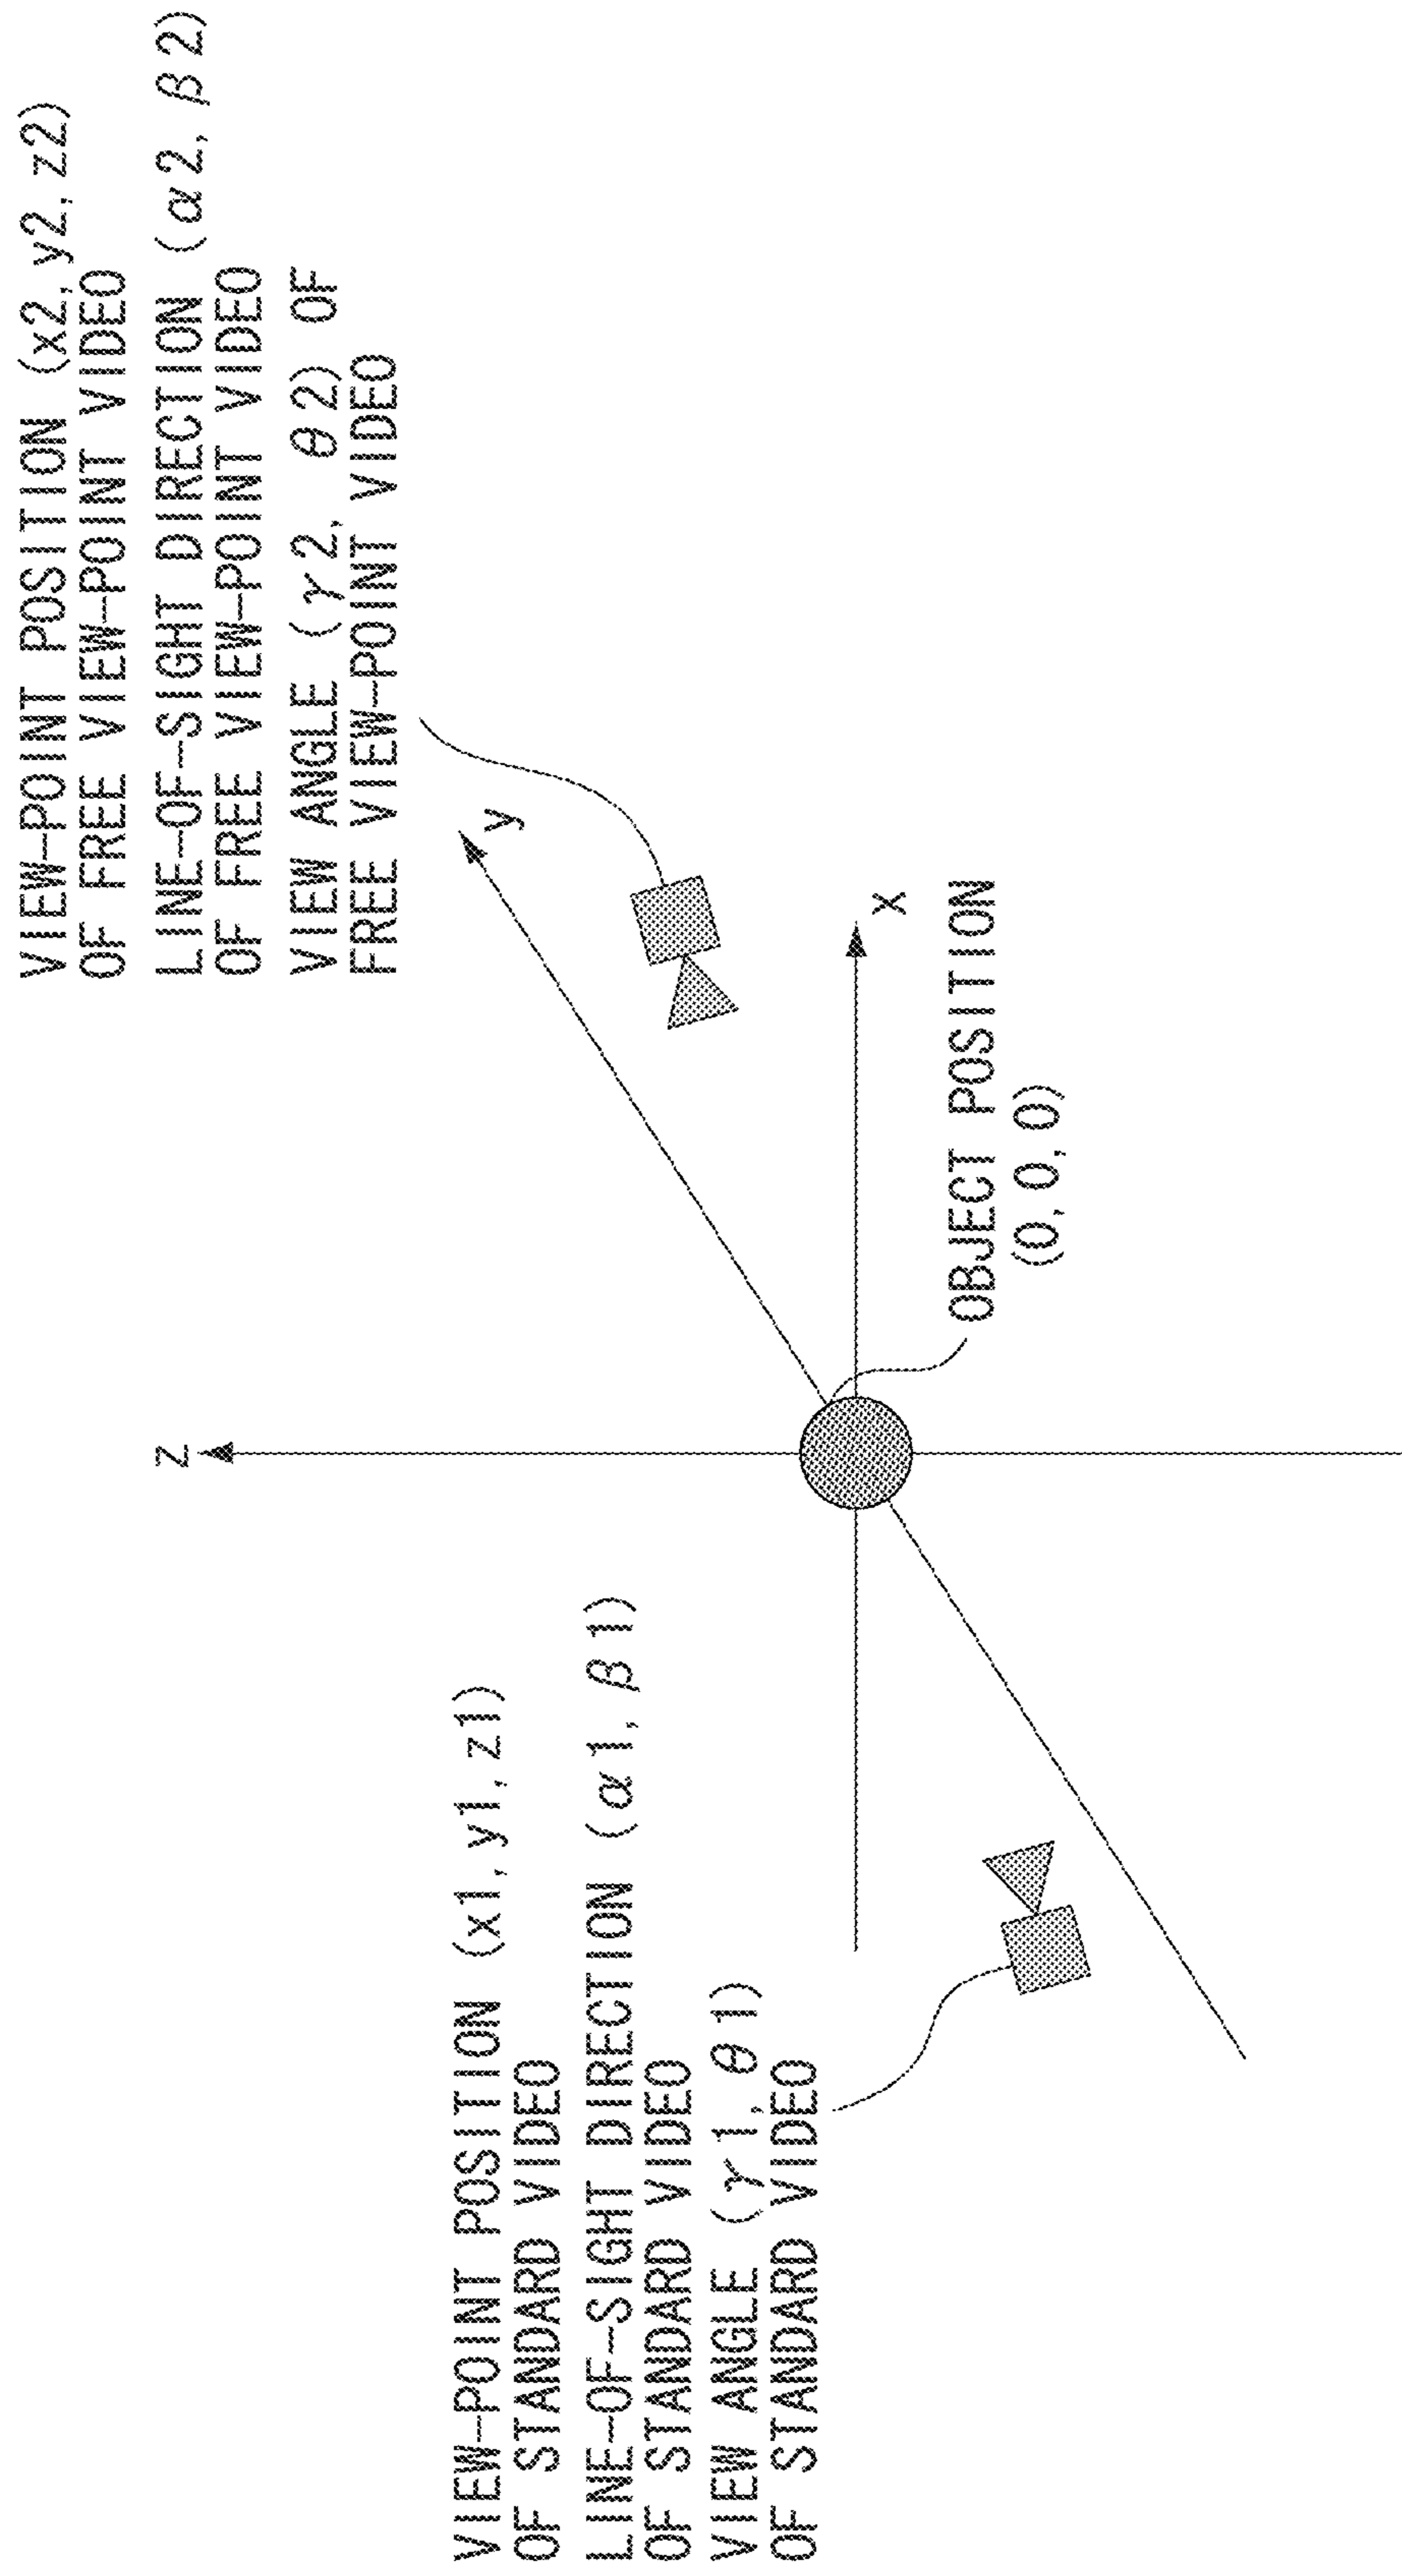 VIEW-POINT POSITION (x2, y2, z2)
OF FREE VIEW-POINT VIDEO
LINE-OF-SIGHT DIRECTION (α2, β2)
OF FREE VIEW-POINT VIDEO
VIEW ANGLE (γ2, θ2) OF
FREE VIEW-POINT VIDEO
z
y
x
VIEW-POINT POSITION (x1, y1, z1)
OF STANDARD VIDEO
LINE-OF-SIGHT DIRECTION (α1, β1)
OF STANDARD VIDEO
VIEW ANGLE (γ1, θ1)
OF STANDARD VIDEO
OBJECT POSITION
(0, 0, 0)